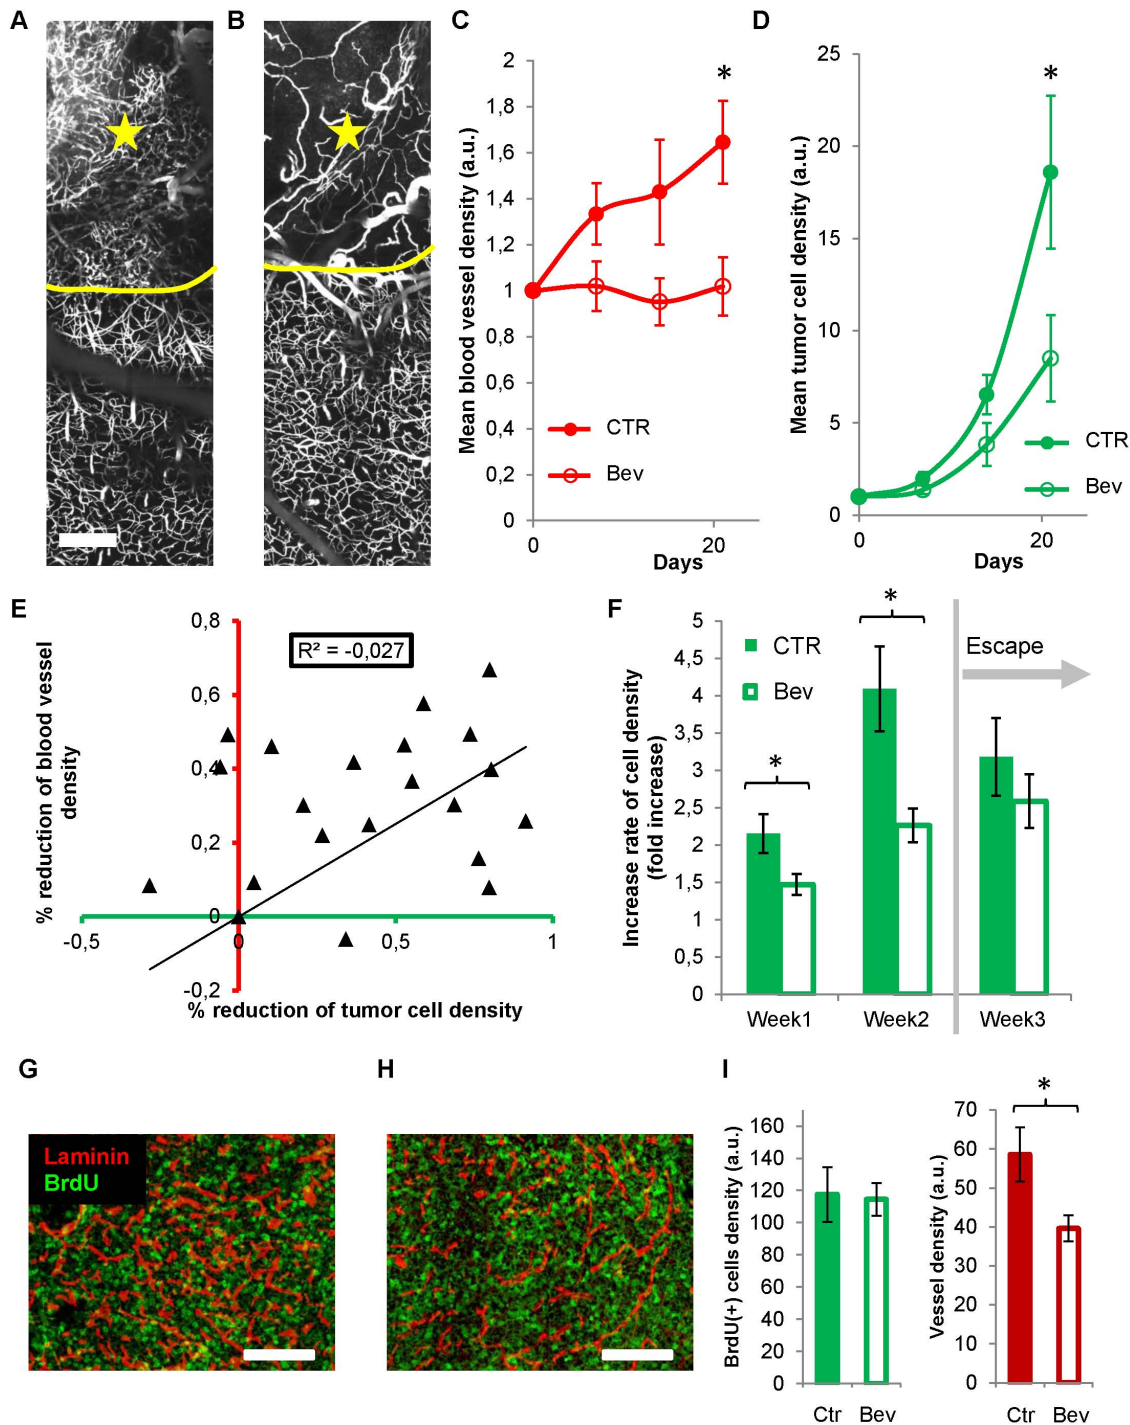 A
B
C
D
Mean blood vessel density (a.u.)
2
1,8
1,6
1,4
1,2
1
0,8
0,6
0,4
0,2
0
*
CTR
Bev
0
20
Days
Mean tumor cell density (a.u.)
25
20
15
10
5
0
*
CTR
Bev
0
20
Days
E
% reduction of blood vessel
density
0,8
0,6
0,4
0,2
0
-0,2
R² = -0,027
-0,5
0
0,5
1
% reduction of tumor cell density
F
Increase rate of cell density
(fold increase)
5
4,5
4
3,5
3
2,5
2
1,5
1
0,5
0
CTR
Bev
*
*
Escape
Week1
Week2
Week3
G
Laminin
BrdU
H
I
BrdU(+) cells density (a.u.)
160
140
120
100
80
60
40
20
0
Ctr
Bev
Vessel density (a.u.)
70
60
50
40
30
20
10
0
*
Ctr
Bev